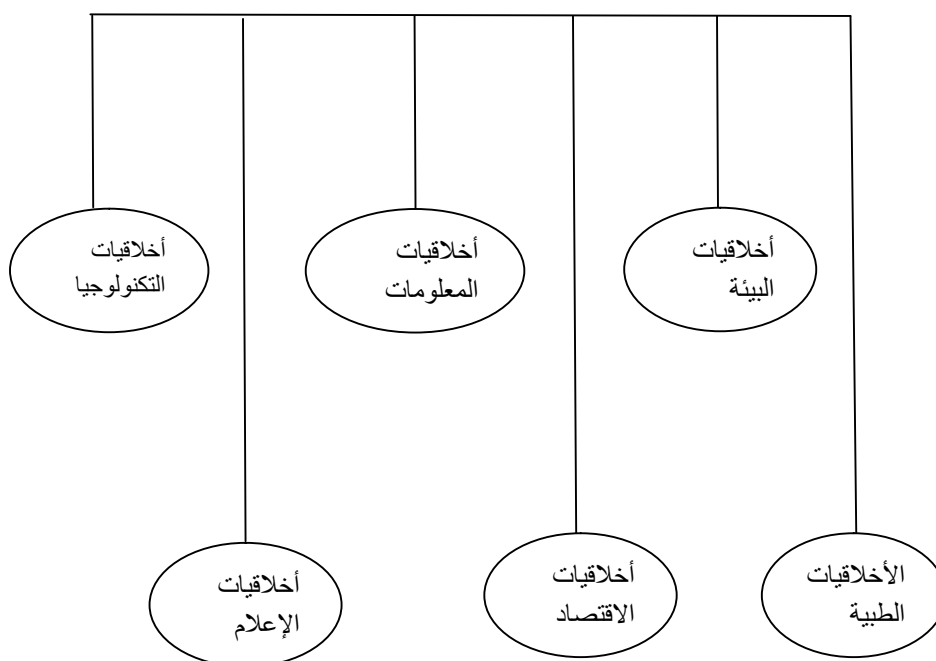 أخلاقيات
البيئة
أخلاقيات
المعلومات
أخلاقيات
التكنولوجيا
الأخلاقيات
الطبية
أخلاقيات
الاقتصاد
أخلاقيات
الإعلام